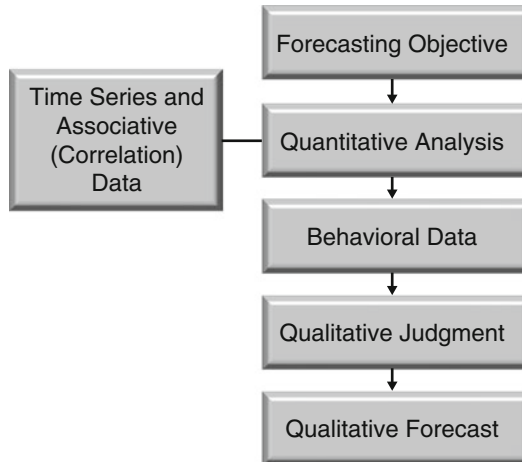 Forecasting Objective
Time Series and
Associative
(Correlation)
Data
Quantitative Analysis
Behavioral Data
Qualitative Judgment
Qualitative Forecast